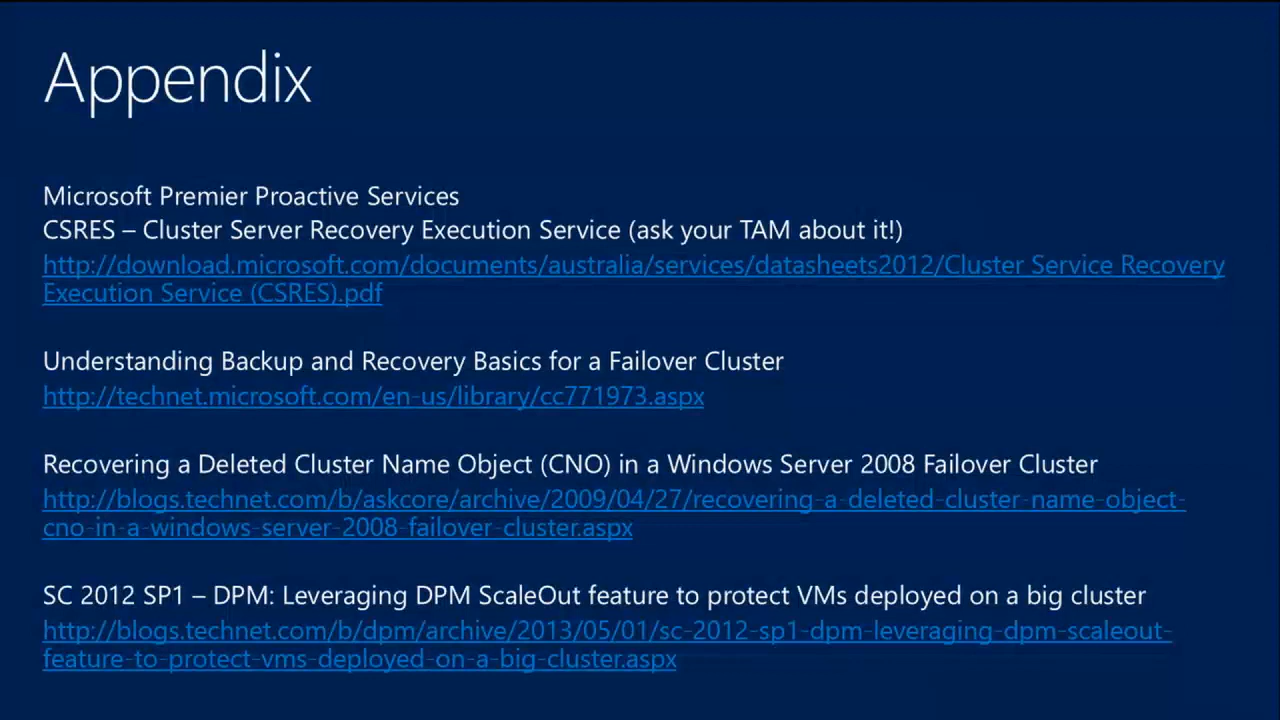 Appendix
Microsoft Premier Proactive Services
CSRES – Cluster Server Recovery Execution Service (ask your TAM about it!)
http://download.microsoft.com/documents/australia/services/datasheets2012/Cluster Service Recovery
Execution Service (CSRES).pdf
Understanding Backup and Recovery Basics for a Failover Cluster
http://technet.microsoft.com/en-us/library/cc771973.aspx
Recovering a Deleted Cluster Name Object (CNO) in a Windows Server 2008 Failover Cluster
http://blogs.technet.com/b/askcore/archive/2009/04/27/recovering-a-deleted-cluster-name-object-
cno-in-a-windows-server-2008-failover-cluster.aspx
SC 2012 SP1 – DPM: Leveraging DPM ScaleOut feature to protect VMs deployed on a big cluster
http://blogs.technet.com/b/dpm/archive/2013/05/01/sc-2012-sp1-dpm-leveraging-dpm-scaleout-
feature-to-protect-vms-deployed-on-a-big-cluster.aspx